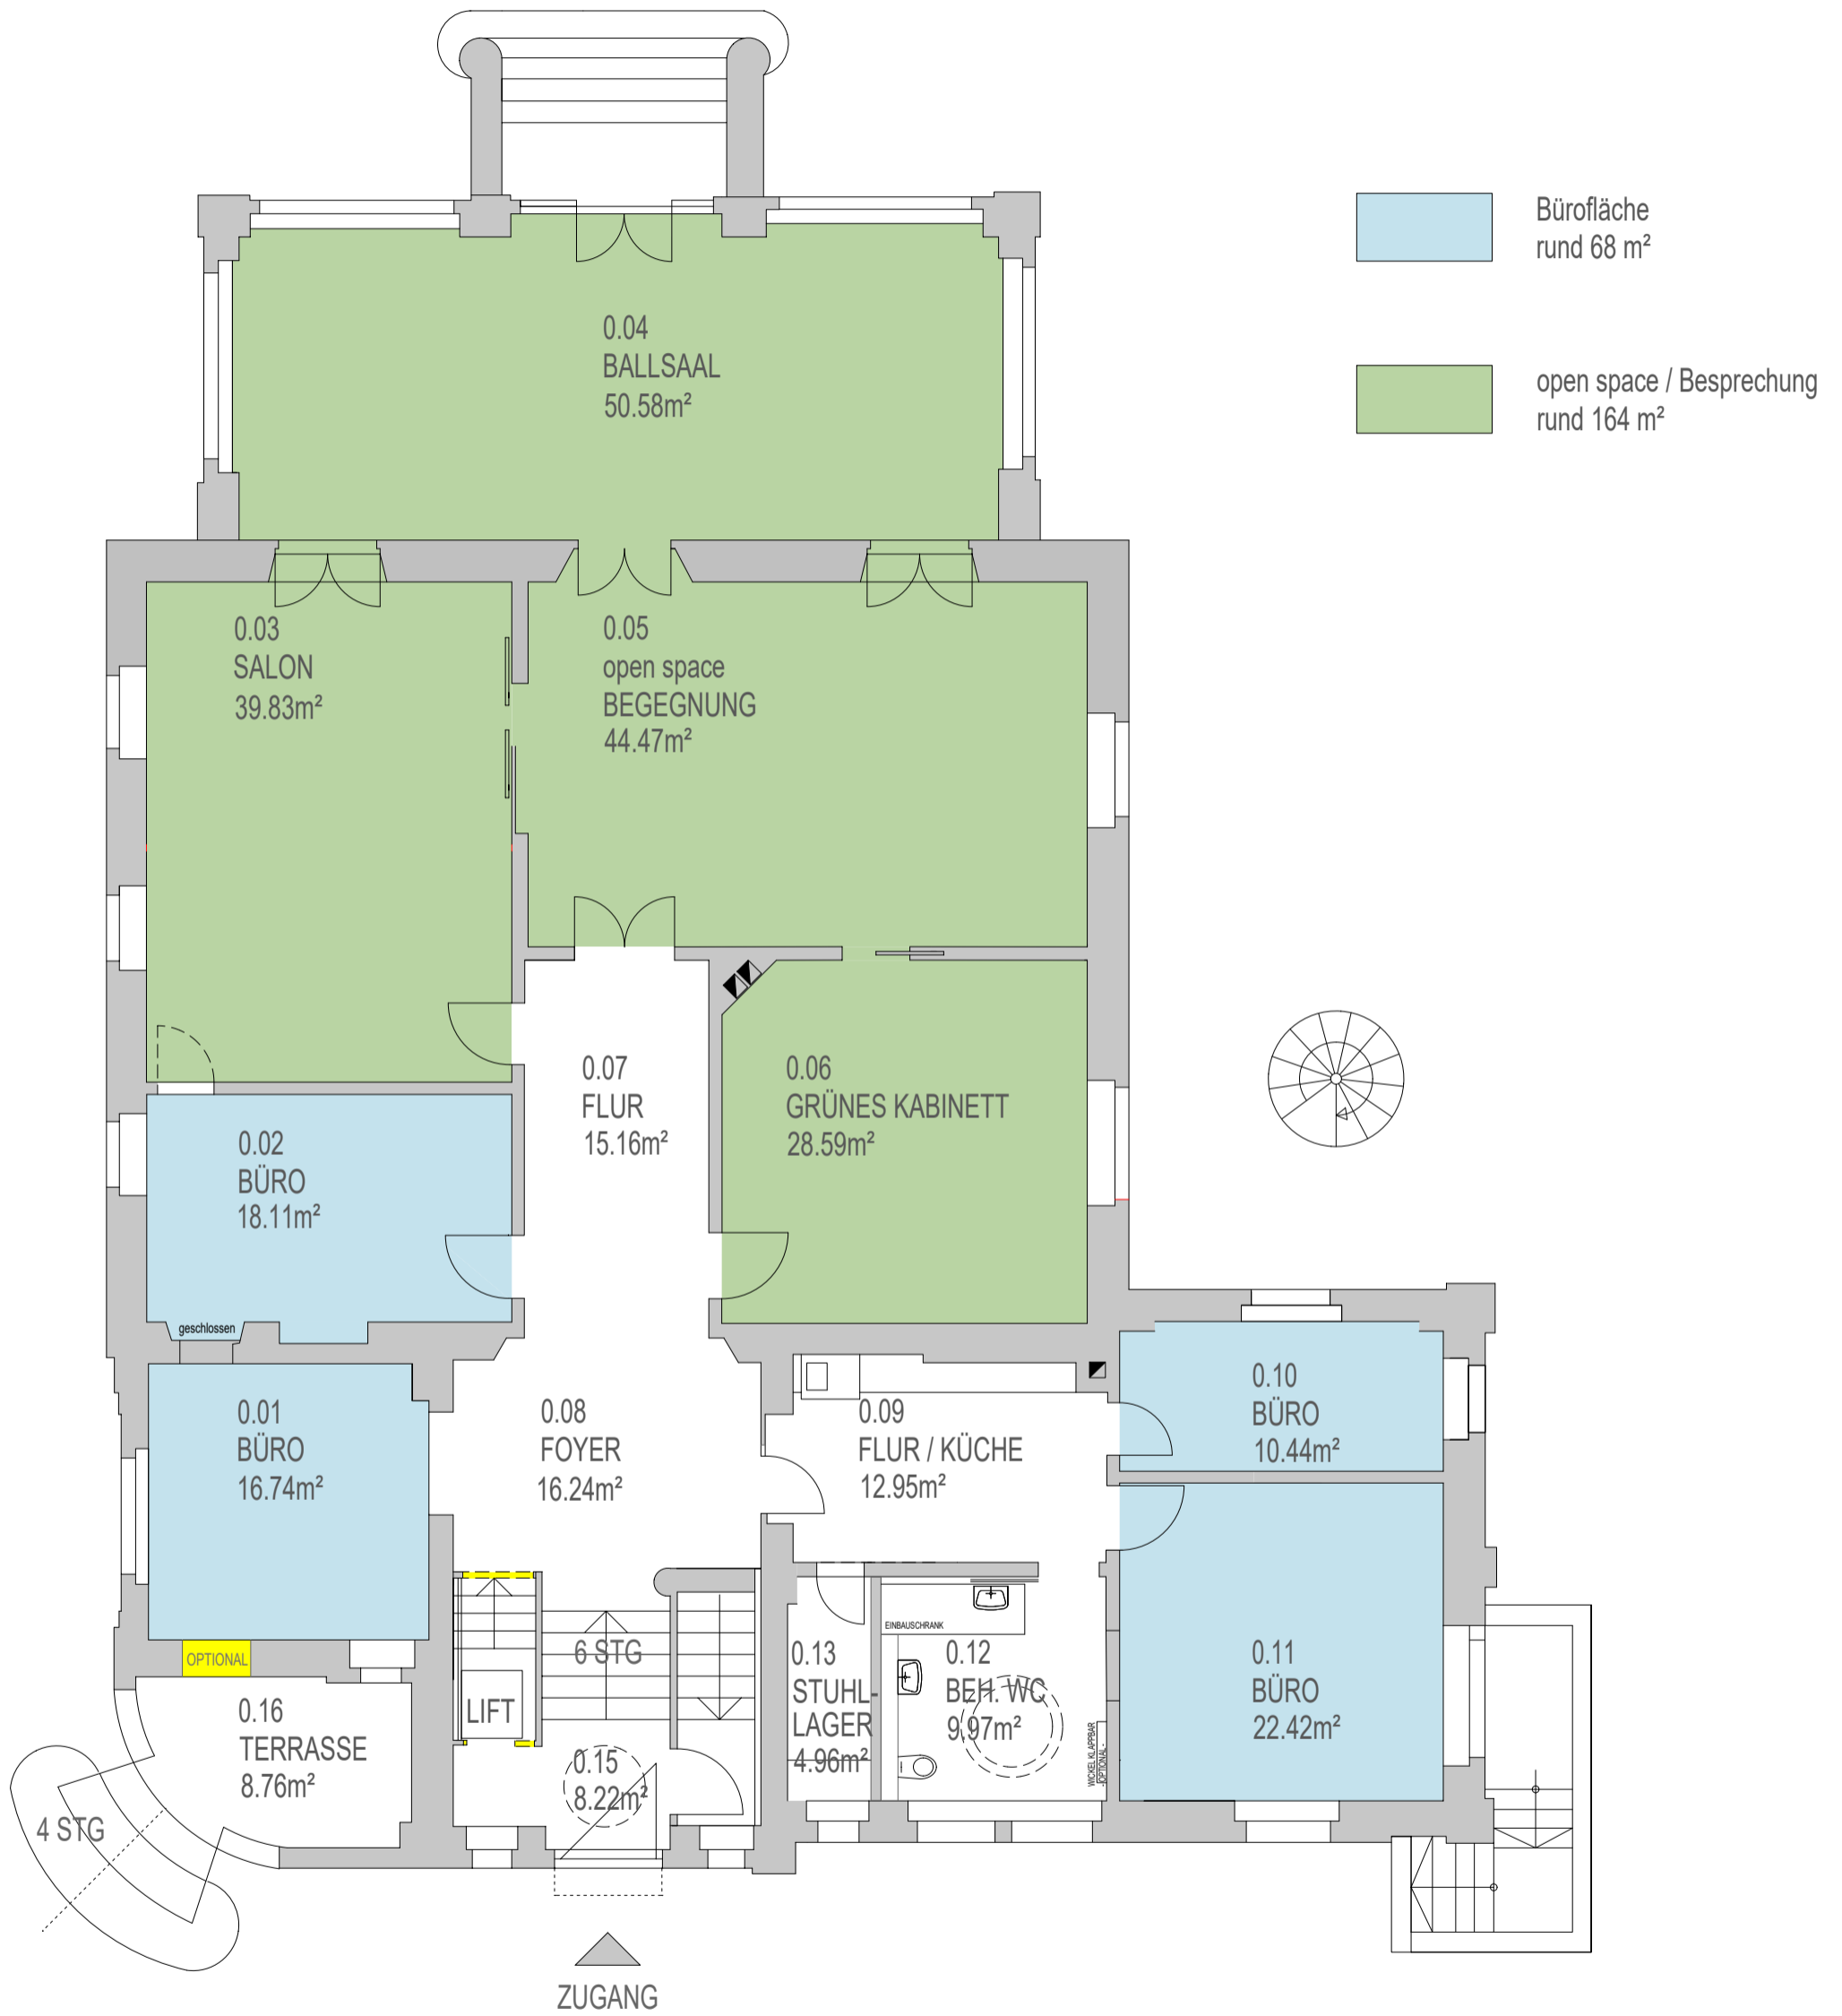 Bürofläche
rund 68 m²
open space / Besprechung
rund 164 m²
0.04
BALLSAAL
50.58m²
0.03
SALON
39.83m²
0.05
open space
BEGEGNUNG
44.47m²
0.07
FLUR
15.16m²
0.06
GRÜNES KABINETT
28.59m²
0.02
BÜRO
18.11m²
geschlossen
0.01
BÜRO
16.74m²
0.08
FOYER
16.24m²
0.09
FLUR / KÜCHE
12.95m²
0.10
BÜRO
10.44m²
0.11
BÜRO
22.42m²
EINBAUSCHRANK
0.12
BEH. WC
9.97m²
WICKEL KLAPPBAR
-OPTIONAL-
0.13
STUHL-
LAGER
4.96m²
6 STG
LIFT
0.15
8.22m²
OPTIONAL
0.16
TERRASSE
8.76m²
4 STG
ZUGANG